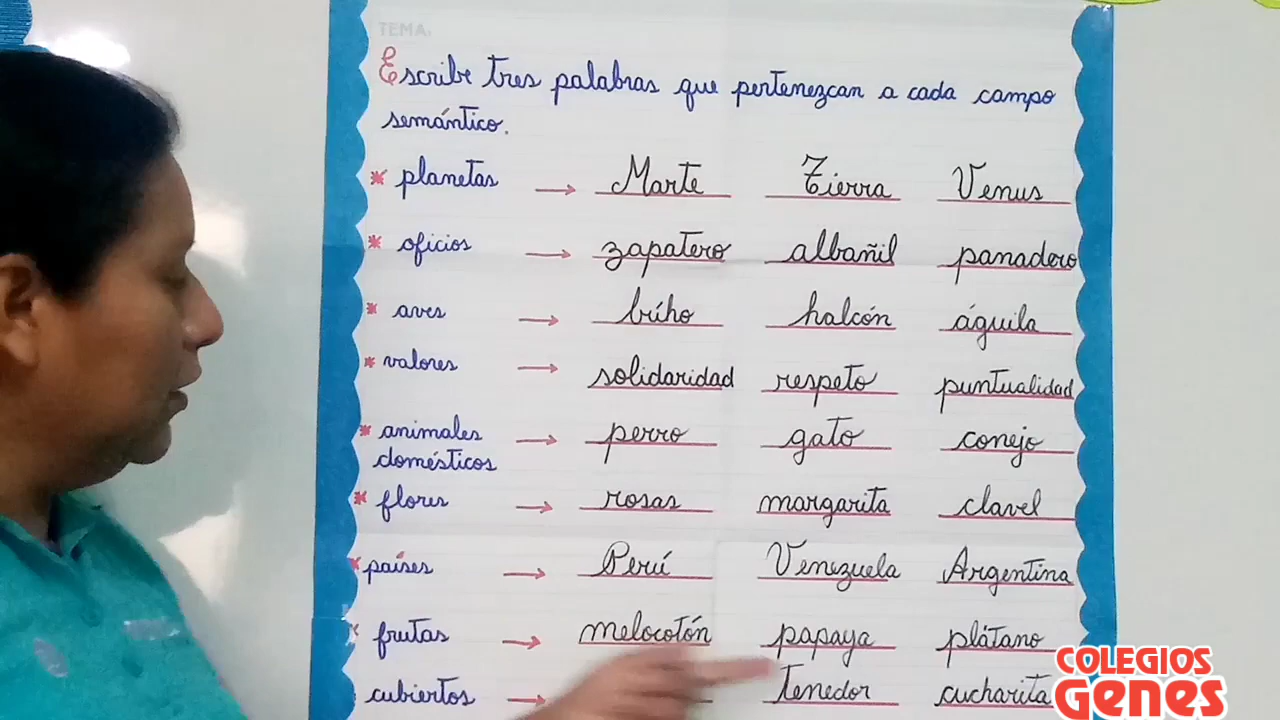 TEMA:
Escribe tres palabras que pertenezcan a cada campo
semántico.
* planetas → Marte Tierra Venus
* oficios → zapatero albañil panadero
* aves → búho halcón águila
* valores → solidaridad respeto puntualidad
* animales domésticos → perro gato conejo
* flores → rosas margarita clavel
* países → Perú Venezuela Argentina
* frutas → melocotón papaya plátano
cubiertos → Tenedor cucharita
COLEGIOS
GENES